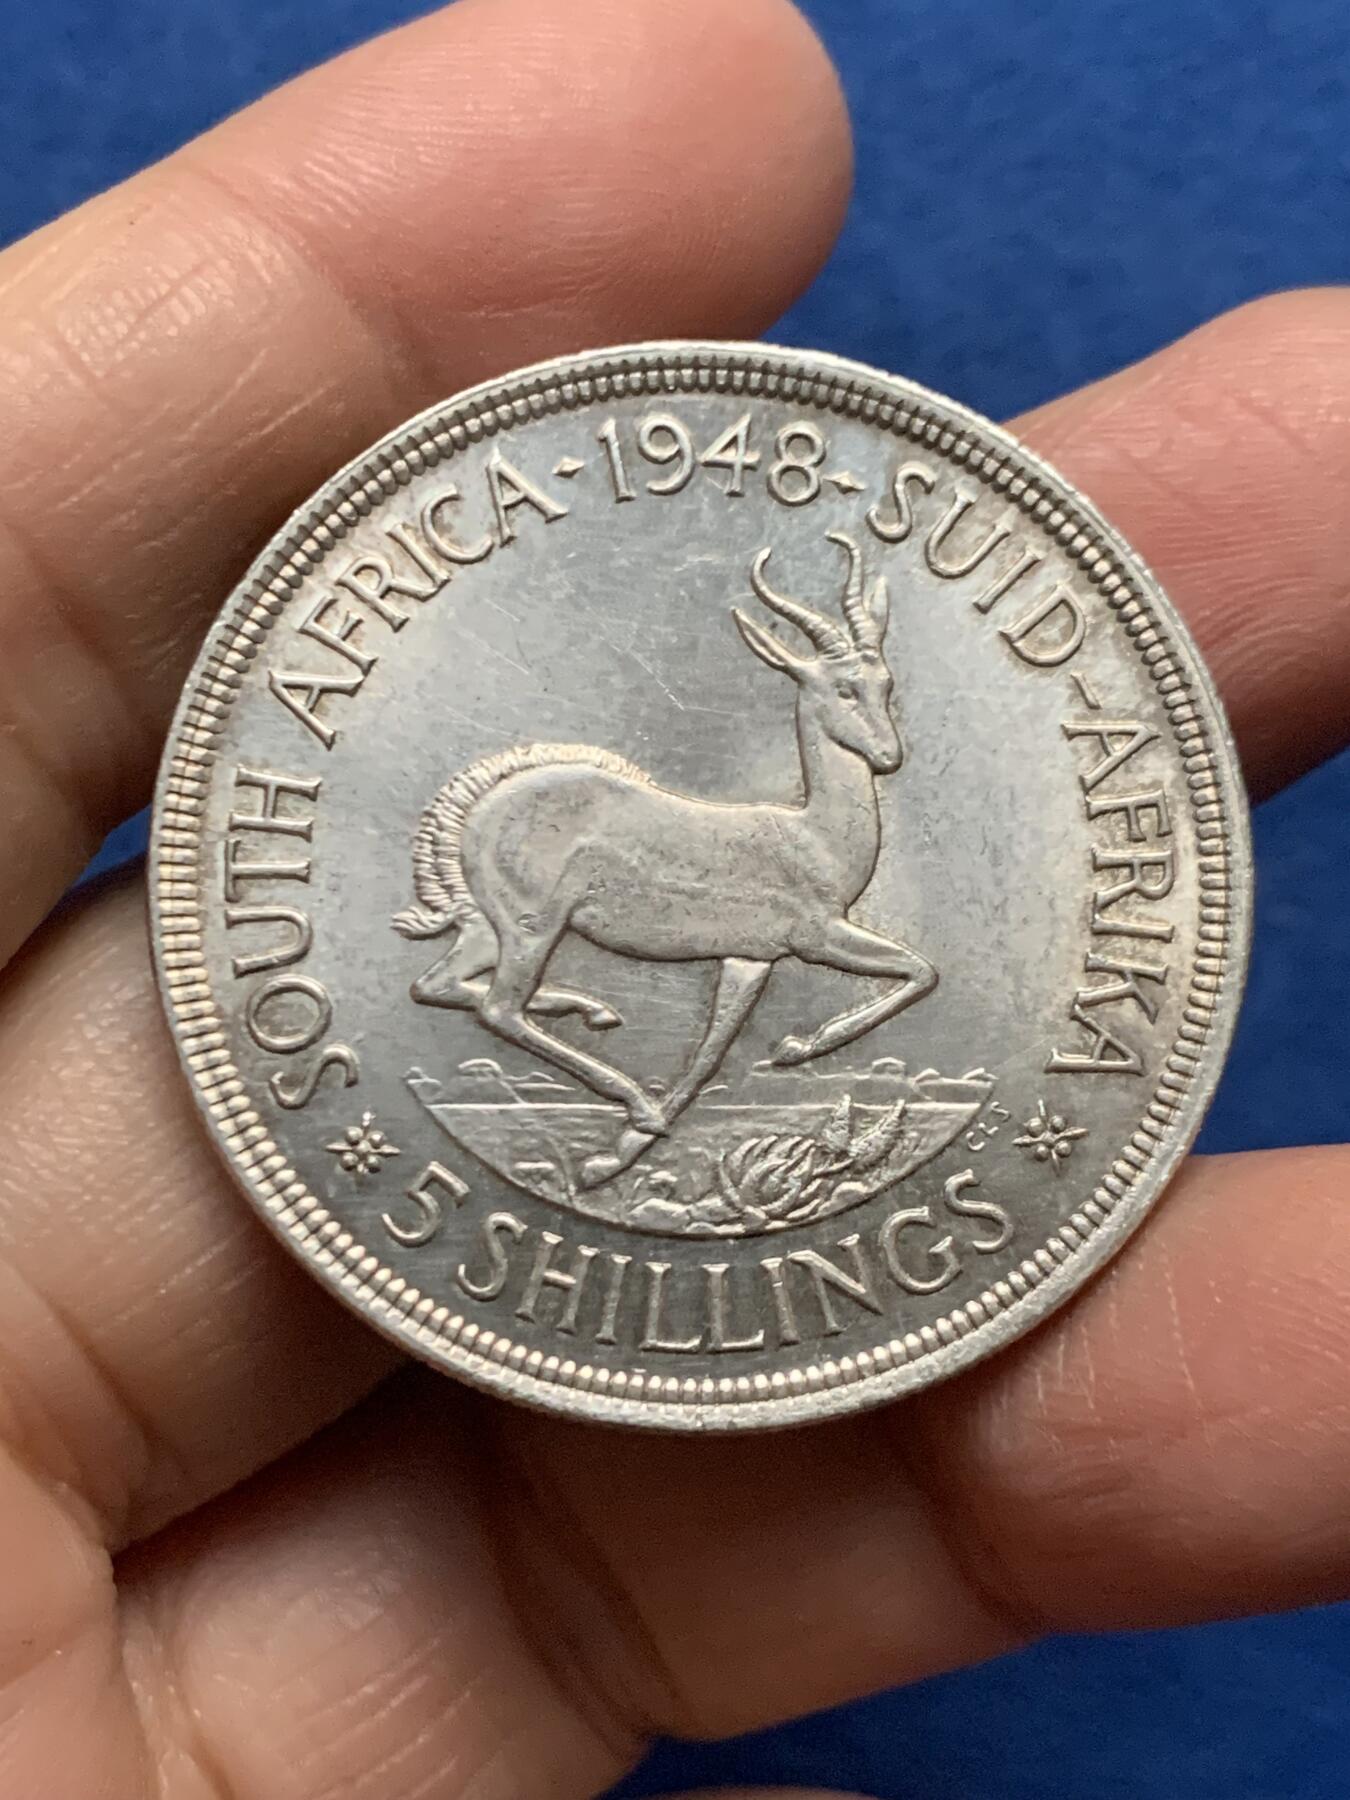 SOUTH AFRICA · 1948 · SUID-AFRIKA
5 SHILLINGS
CLS